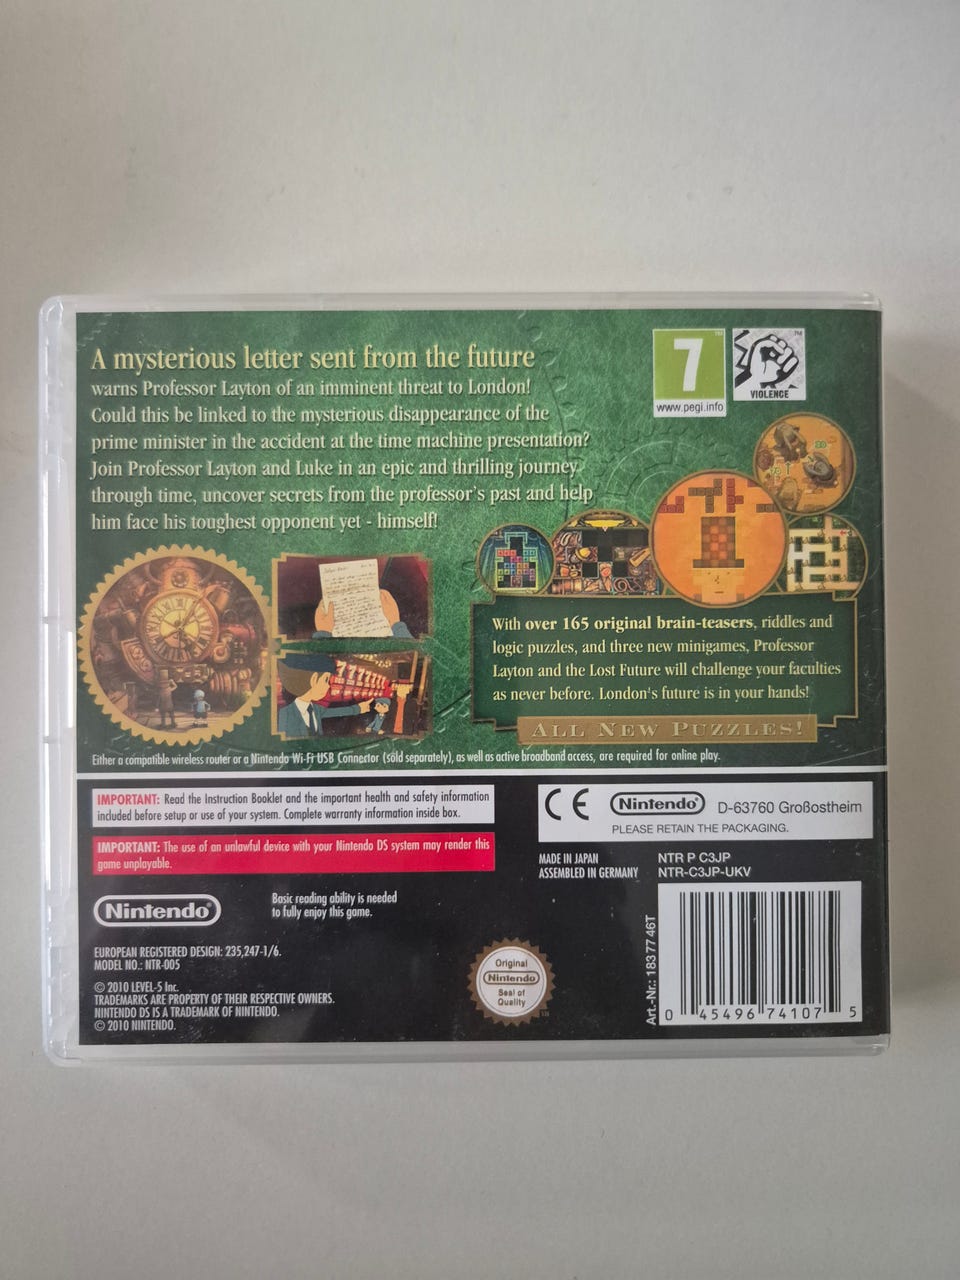 A mysterious letter sent from the future
warns Professor Layton of an imminent threat to London!
Could this be linked to the mysterious disappearance of the
prime minister in the accident at the time machine presentation?
Join Professor Layton and Luke in an epic and thrilling journey
through time, uncover secrets from the professor's past and help
him face his toughest opponent yet - himself!
7
www.pegi.info
VIOLENCE
With over 165 original brain-teasers, riddles and
logic puzzles, and three new minigames, Professor
Layton and the Lost Future will challenge your faculties
as never before. London's future is in your hands!
ALL NEW PUZZLES!
Either a compatible wireless router or a Nintendo Wi-Fi USB Connector (sold separately), as well as active broadband access, are required for online play.
IMPORTANT: Read the Instruction Booklet and the important health and safety information
included before setup or use of your system. Complete warranty information inside box.
IMPORTANT: The use of an unlawful device with your Nintendo DS system may render this
game unplayable.
Nintendo®
Basic reading ability is needed
to fully enjoy this game.
EUROPEAN REGISTERED DESIGN: 235,247-1/6.
MODEL NO.: NTR-005
© 2010 LEVEL-5 Inc.
TRADEMARKS ARE PROPERTY OF THEIR RESPECTIVE OWNERS.
NINTENDO DS IS A TRADEMARK OF NINTENDO.
© 2010 NINTENDO.
Original
Nintendo
Seal of
Quality
CE Nintendo® D-63760 Großostheim
PLEASE RETAIN THE PACKAGING.
MADE IN JAPAN
ASSEMBLED IN GERMANY
NTR P C3JP
NTR-C3JP-UKV
Art.-Nr.: 183 77 46T
0 45496 74107 5